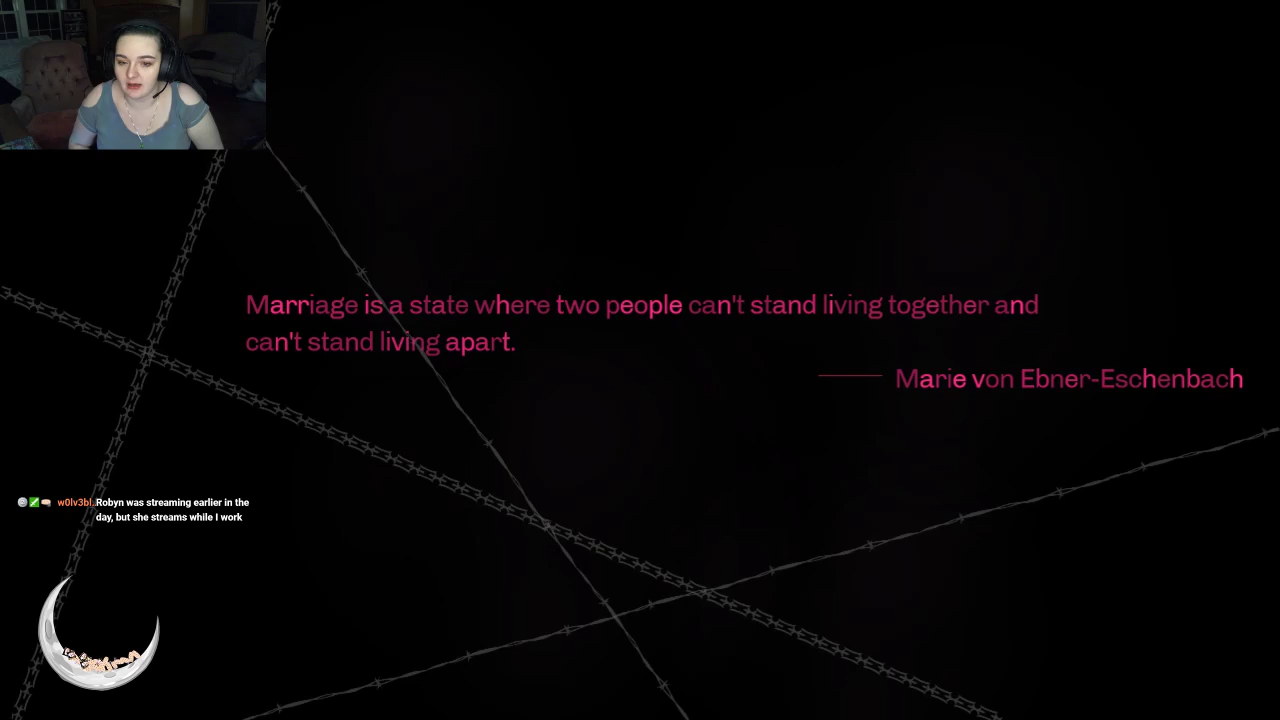 Marriage is a state where two people can't stand living together and
can't stand living apart.
Marie von Ebner-Eschenbach
w0lv3bl. Robyn was streaming earlier in the
day, but she streams while I work